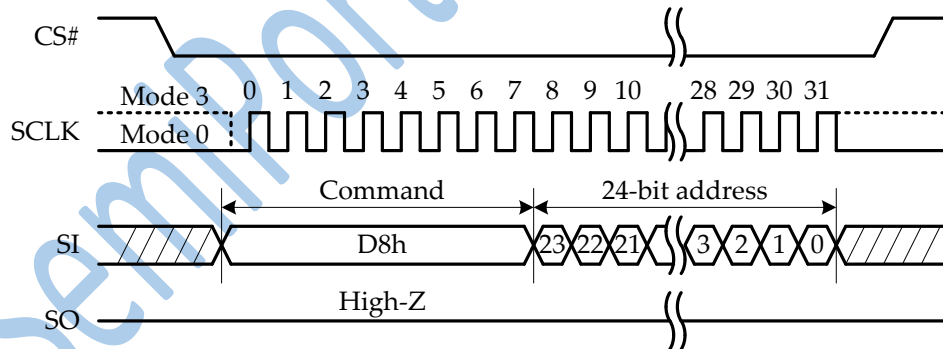 CS#
Mode 3 0 1 2 3 4 5 6 7 8 9 10 28 29 30 31
SCLK Mode 0
Command 24-bit address
SI D8h 23 22 21 3 2 1 0
High-Z
SO